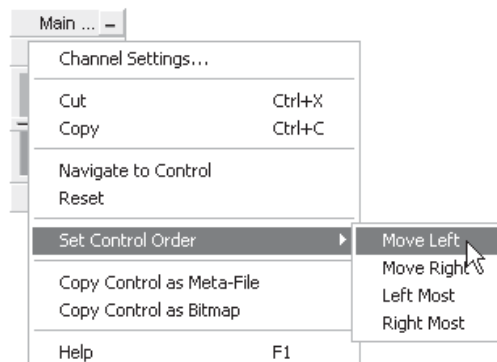 Main ...
Channel Settings...
Cut Ctrl+X
Copy Ctrl+C
Navigate to Control
Reset
Set Control Order
Move Left
Move Right
Left Most
Right Most
Copy Control as Meta-File
Copy Control as Bitmap
Help F1